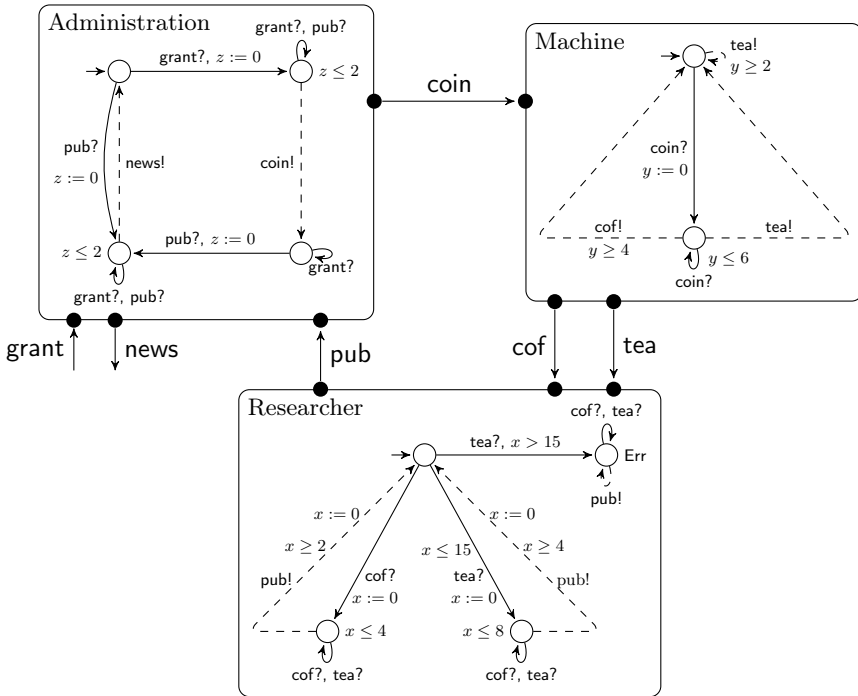 Administration
grant?, pub?
grant?, z := 0
z ≤ 2
pub?
z := 0
news!
coin!
pub?, z := 0
z ≤ 2
grant?
grant?, pub?
coin
Machine
tea!
y ≥ 2
coin?
y := 0
cof!
y ≥ 4
tea!
y ≤ 6
coin?
grant
news
pub
cof
tea
Researcher
cof?, tea?
tea?, x > 15
Err
pub!
x := 0
x := 0
x ≥ 2
x ≤ 15
x ≥ 4
pub!
cof?
tea?
pub!
x := 0
x := 0
x ≤ 4
x ≤ 8
cof?, tea?
cof?, tea?